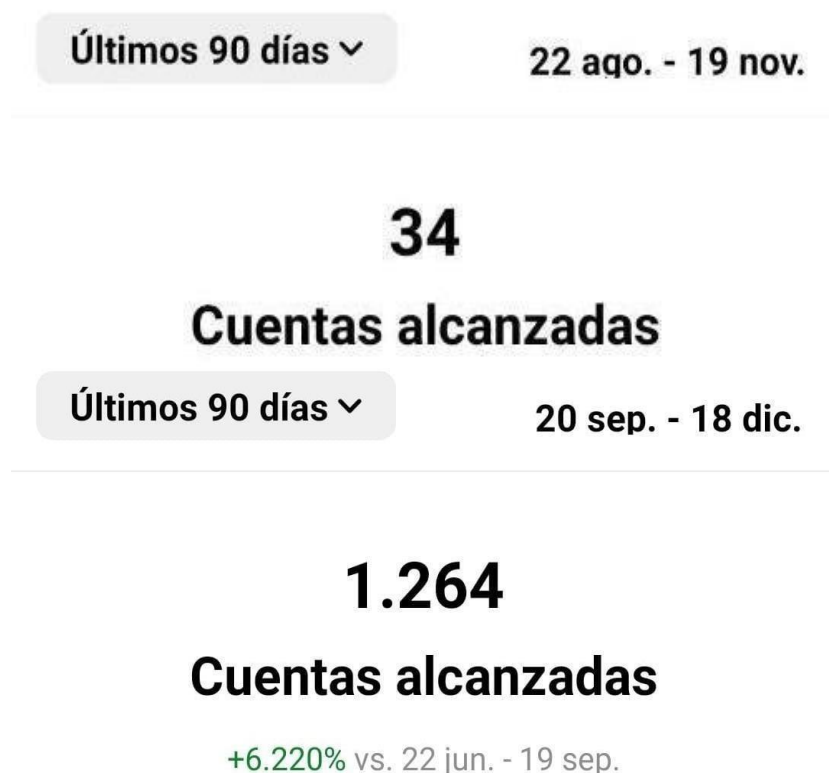 Últimos 90 días
22 ago. - 19 nov.
34
Cuentas alcanzadas
Últimos 90 días
20 sep. - 18 dic.
1.264
Cuentas alcanzadas
+6.220% vs. 22 jun. - 19 sep.